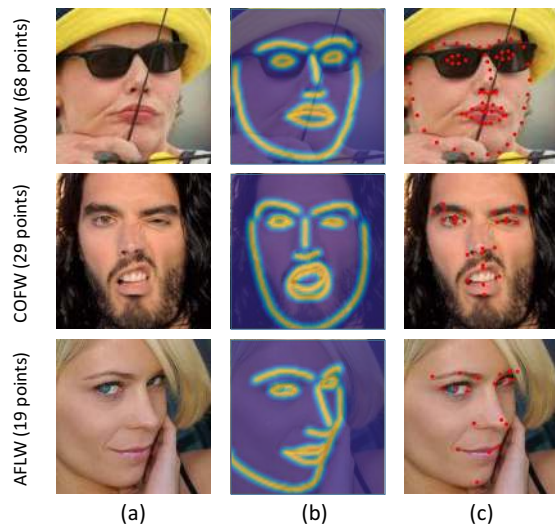 300W (68 points)
COFW (29 points)
AFLW (19 points)
(a)
(b)
(c)